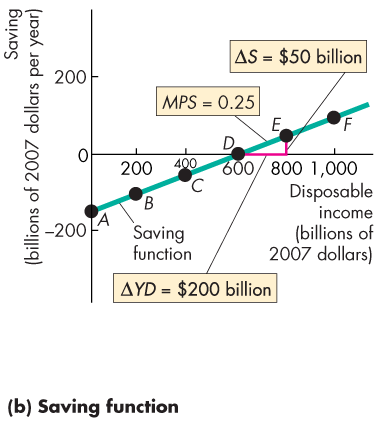 Saving
(billions of 2007 dollars per year)
ΔS = $50 billion
200
MPS = 0.25
E
F
D
0
200
400
600
800
1,000
0
C
B
A
Disposable
income
(billions of
2007 dollars)
–200
Saving
function
ΔYD = $200 billion
(b) Saving function